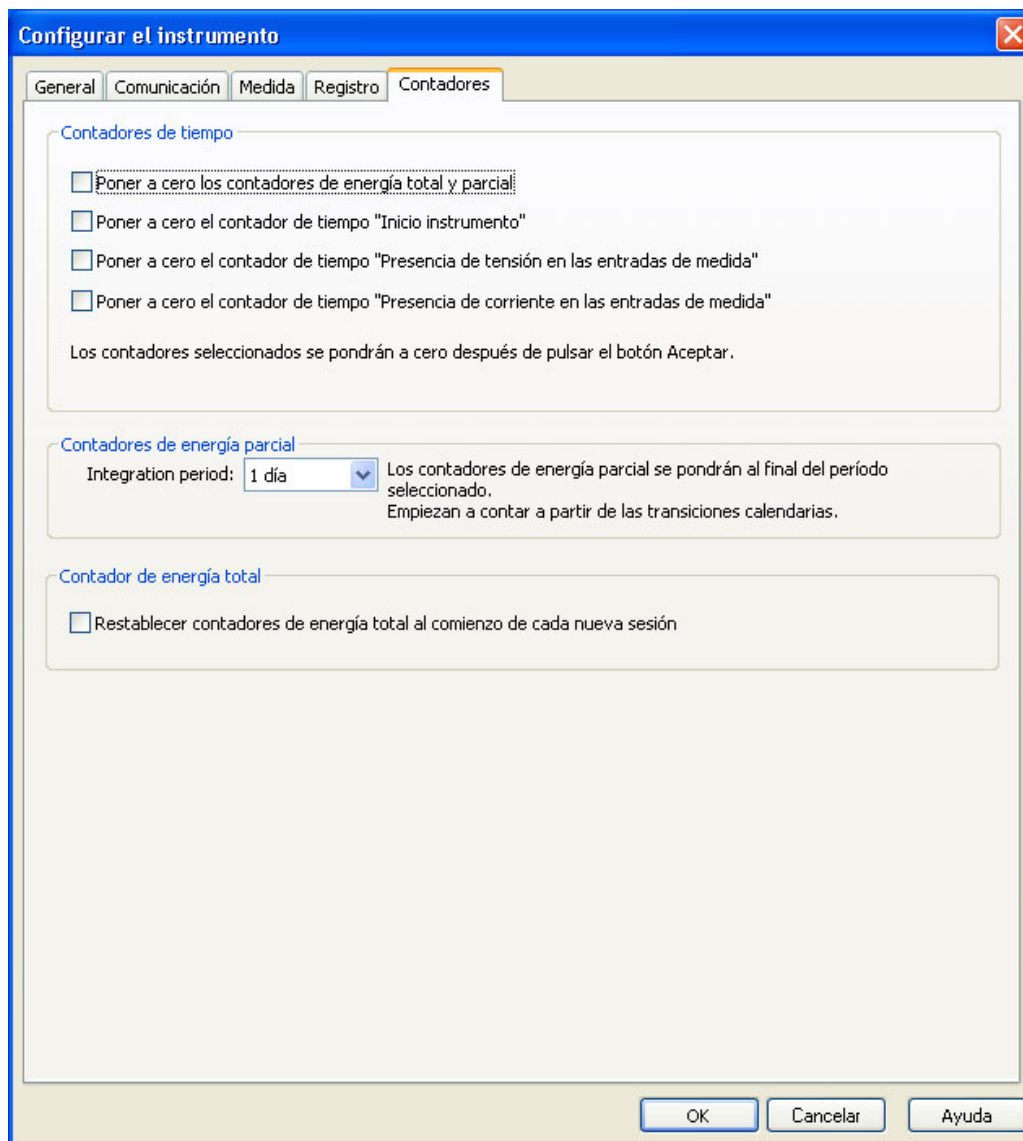 Configurar el instrumento
General Comunicación Medida Registro Contadores
Contadores de tiempo
Poner a cero los contadores de energía total y parcial
Poner a cero el contador de tiempo "Inicio instrumento"
Poner a cero el contador de tiempo "Presencia de tensión en las entradas de medida"
Poner a cero el contador de tiempo "Presencia de corriente en las entradas de medida"
Los contadores seleccionados se pondrán a cero después de pulsar el botón Aceptar.
Contadores de energía parcial
Integration period: 1 día
Los contadores de energía parcial se pondrán al final del período
seleccionado.
Empiezan a contar a partir de las transiciones calendarias.
Contador de energía total
Restablecer contadores de energía total al comienzo de cada nueva sesión
OK Cancelar Ayuda